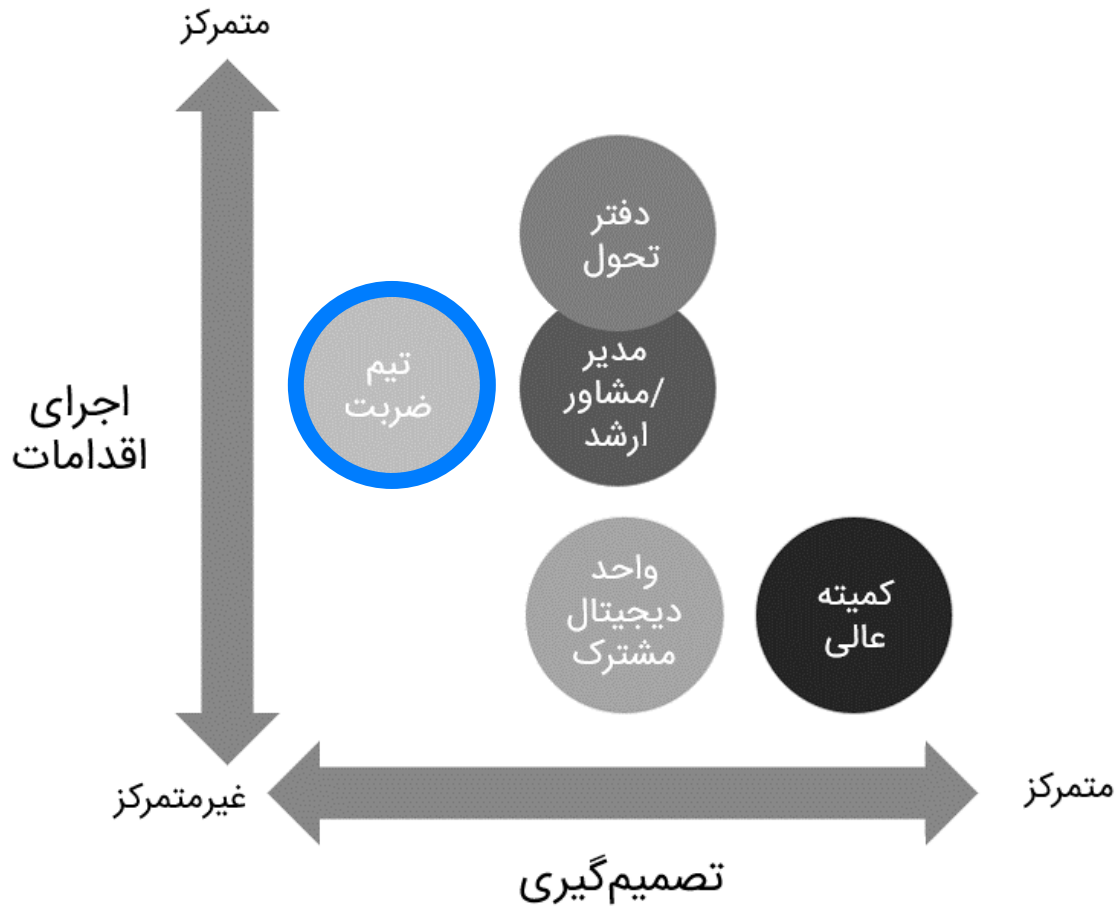 متمرکز
دفتر
تحول
تیم
ضربت
مدیر
/مشاور
ارشد
اجرای
اقدامات
واحد
دیجیتال
مشترک
کمیته
عالی
غیرمتمرکز
متمرکز
تصمیم‌گیری